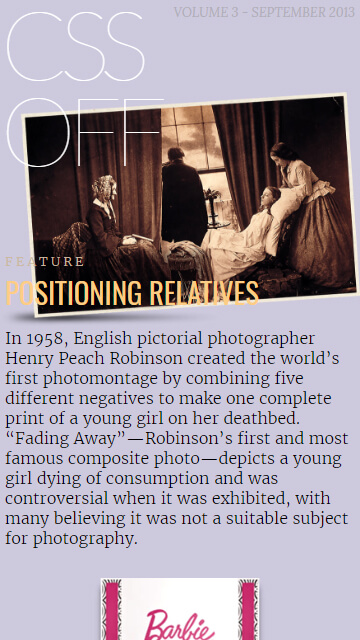 VOLUME 3 – SEPTEMBER 2013
CSS
OFF
FEATURE
POSITIONING RELATIVES
In 1958, English pictorial photographer
Henry Peach Robinson created the world’s
first photomontage by combining five
different negatives to make one complete
print of a young girl on her deathbed.
“Fading Away”—Robinson’s first and most
famous composite photo—depicts a young
girl dying of consumption and was
controversial when it was exhibited, with
many believing it was not a suitable subject
for photography.
Barbie